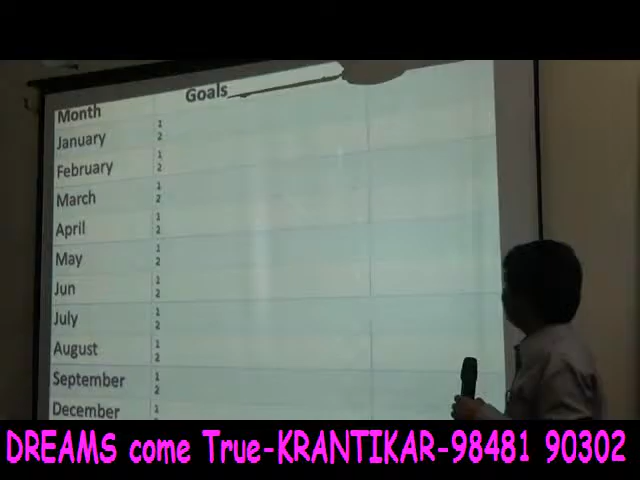 Month Goals
January 1
2
February 1
2
March 1
2
April 1
2
May 1
2
Jun 1
2
July 1
2
August 1
2
September 1
2
December 1
DREAMS come True-KRANTIKAR-98481 90302